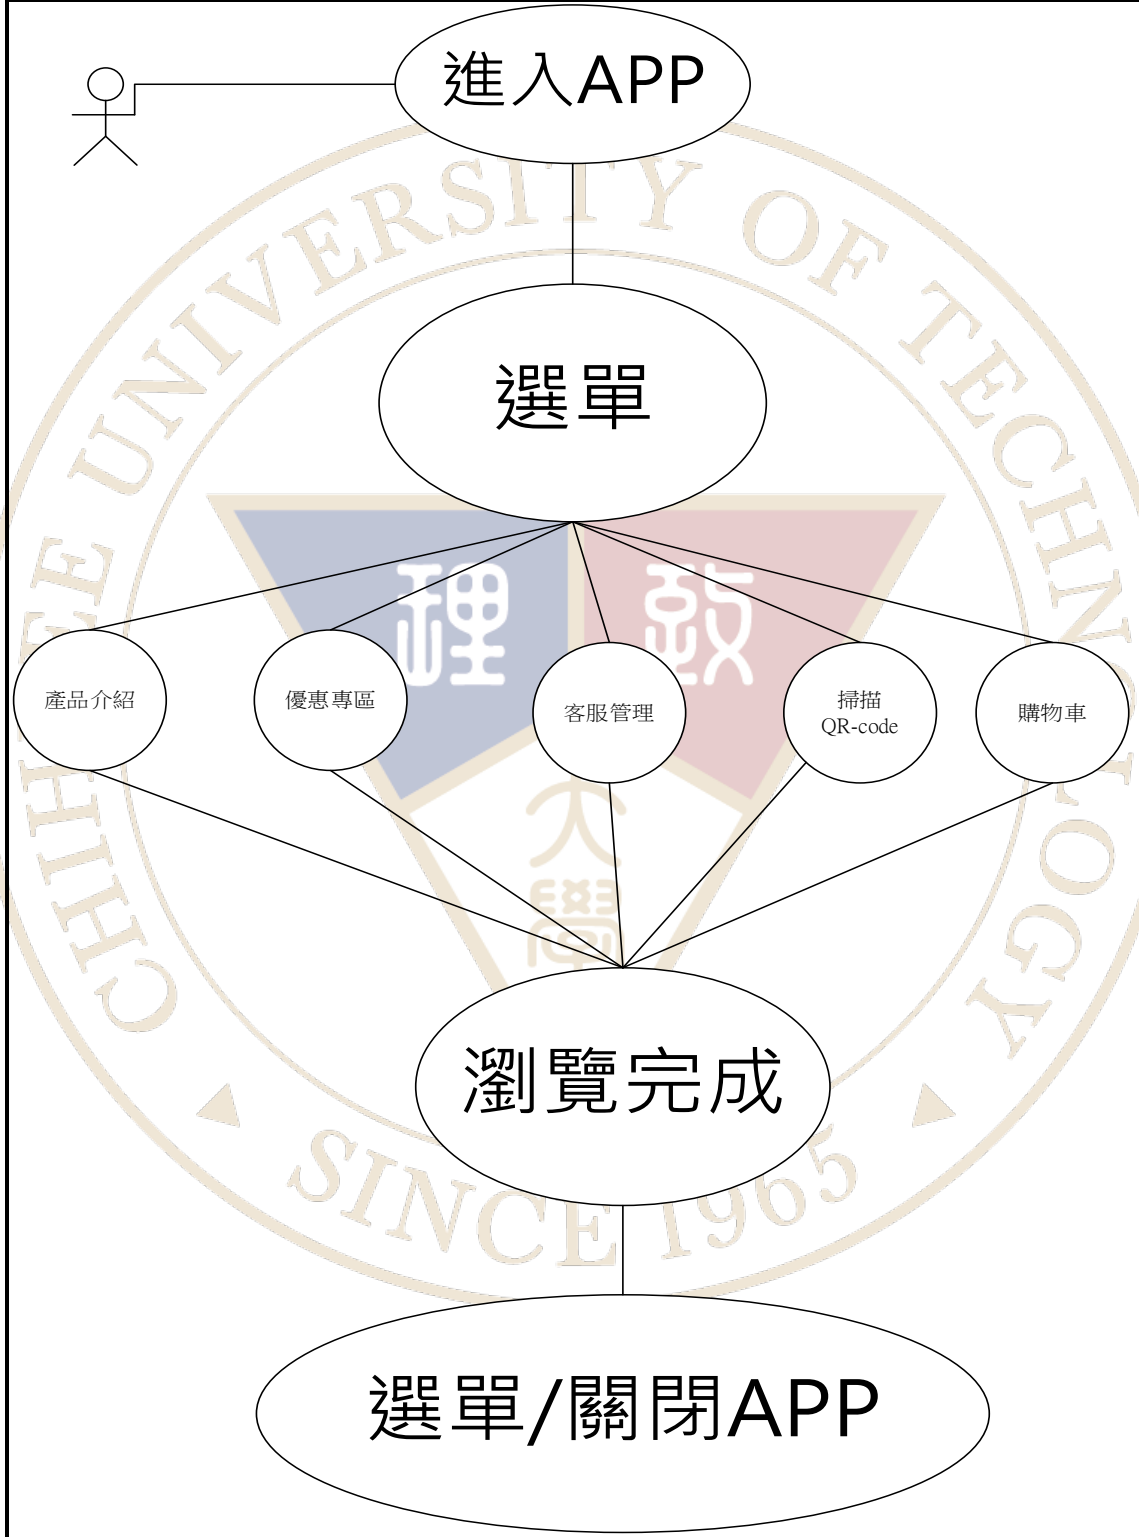 進入APP
選單
產品介紹
優惠專區
客服管理
掃描
QR-code
購物車
瀏覽完成
選單/關閉APP
CHIHLEE UNIVERSITY OF TECHNOLOGY
理 致
大
學
SINCE 1965